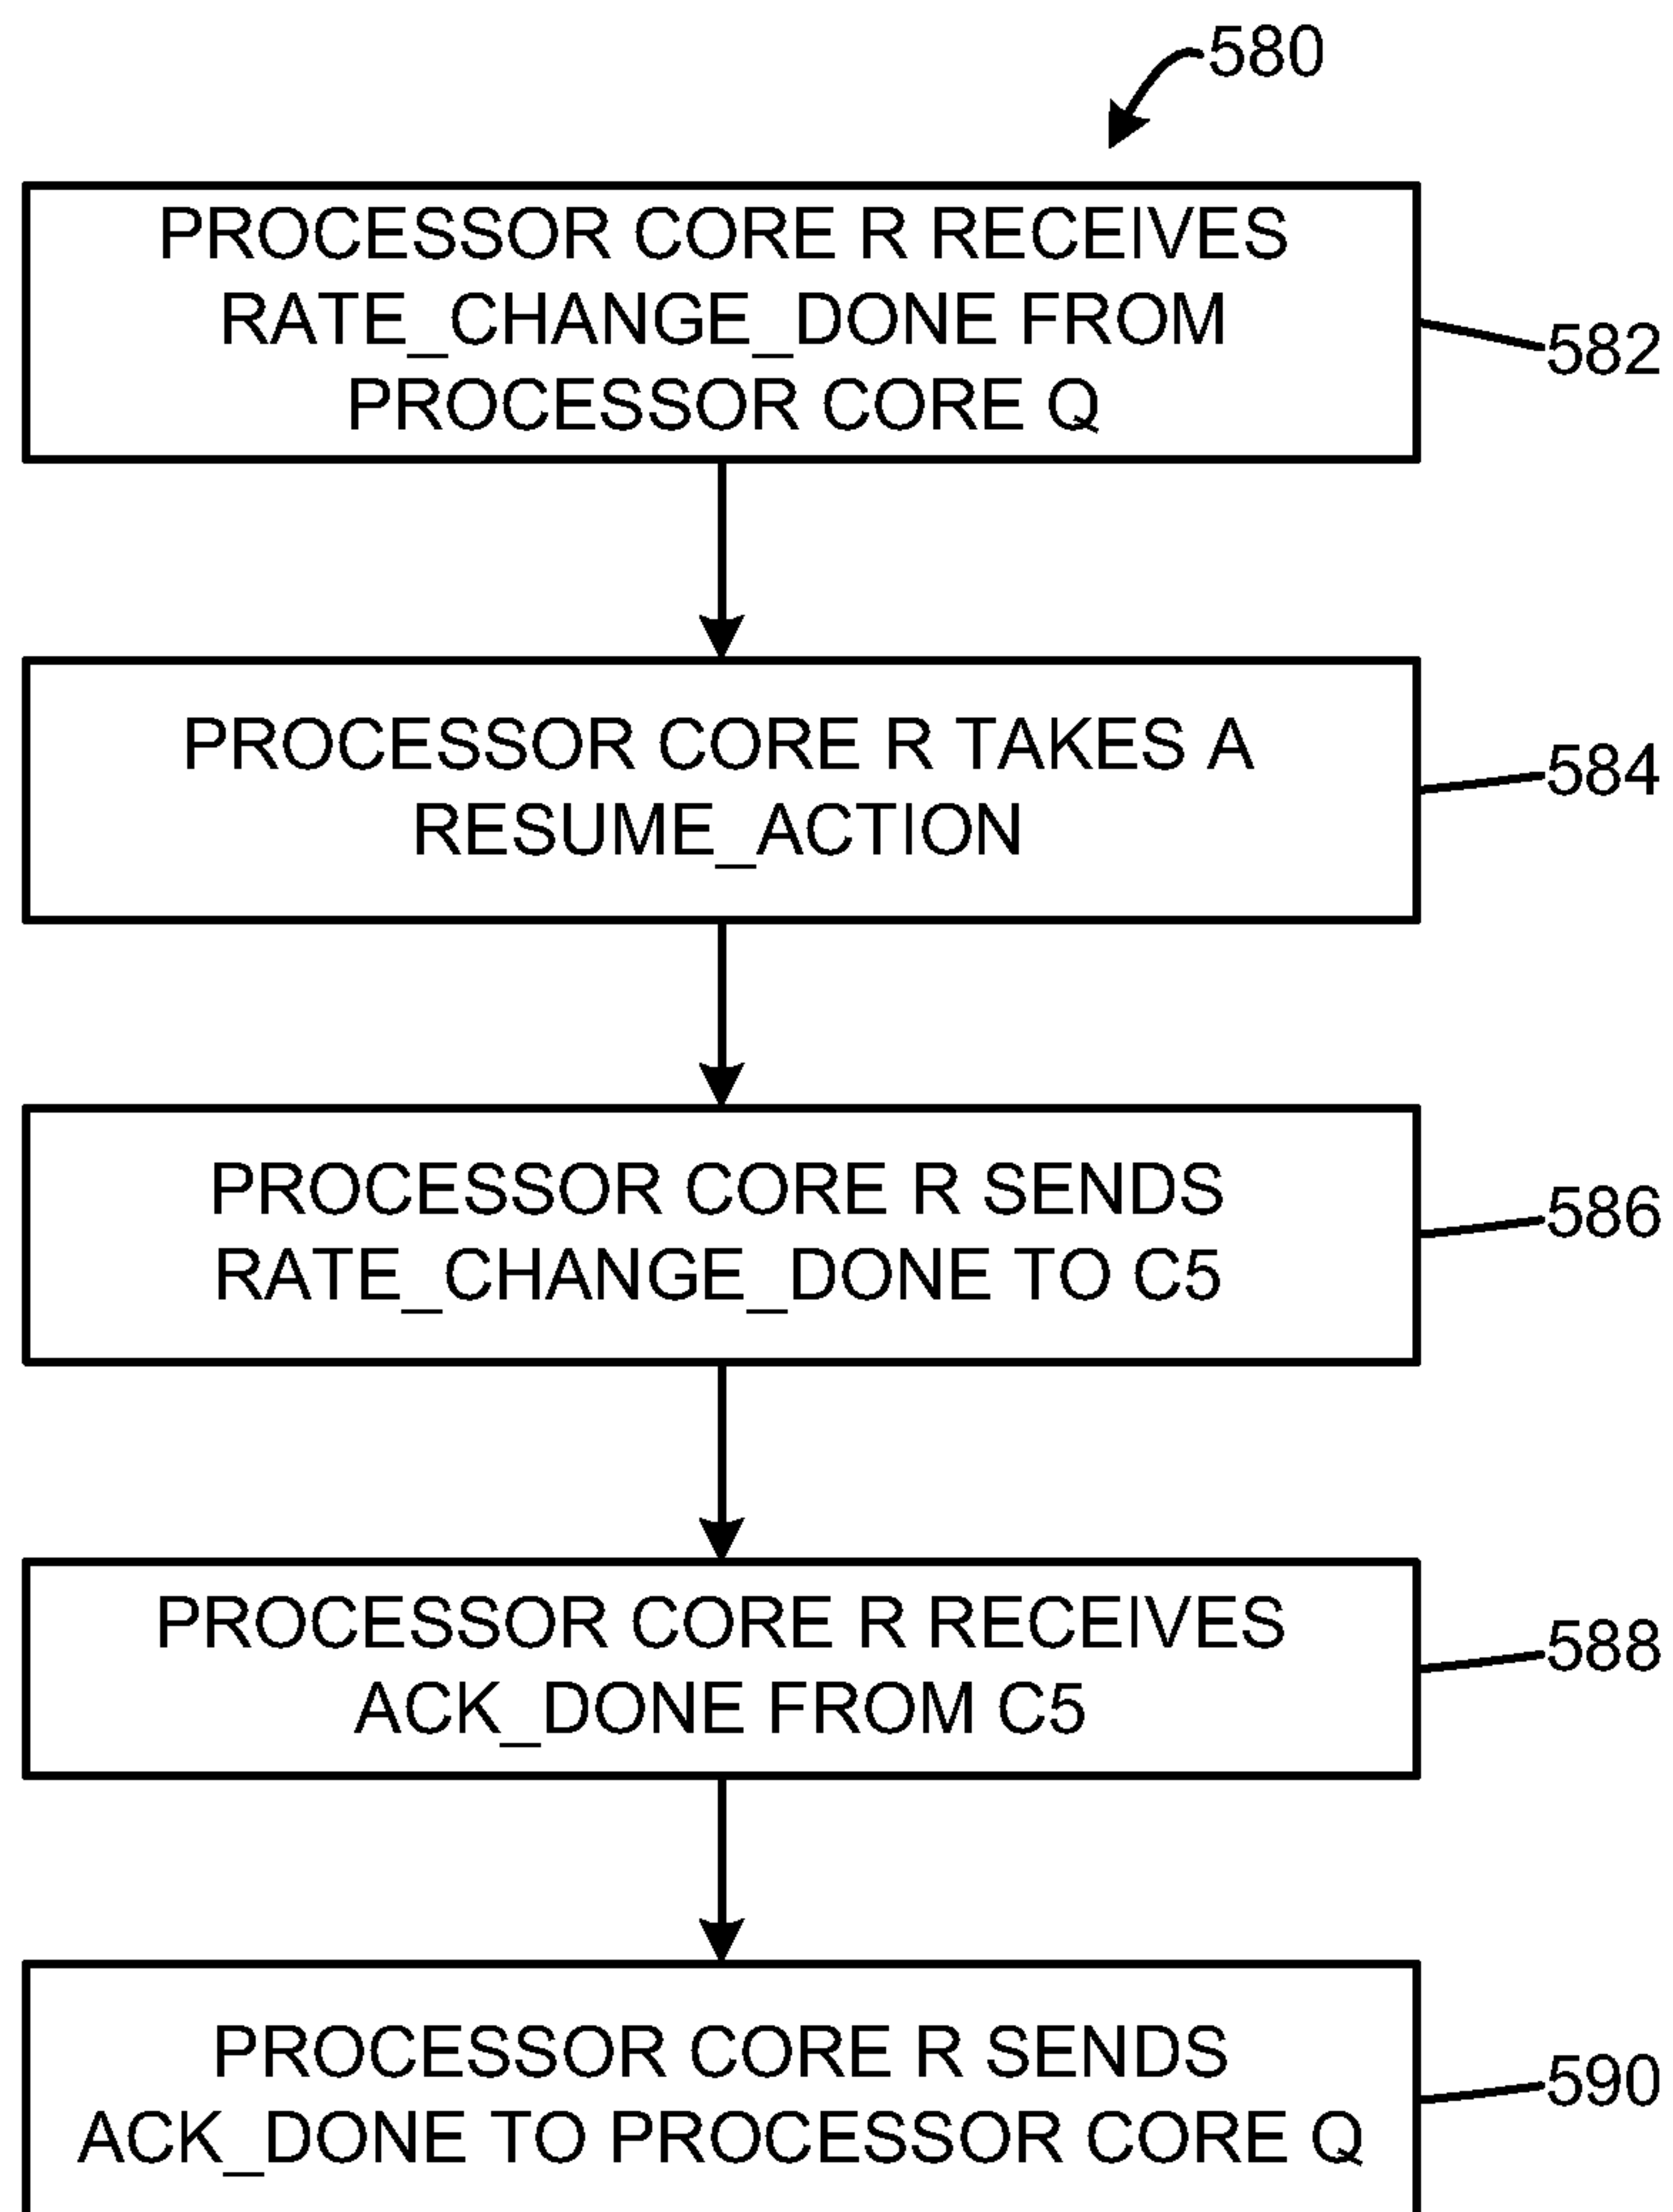 580
PROCESSOR CORE R RECEIVES
RATE_CHANGE_DONE FROM
PROCESSOR CORE Q
582
PROCESSOR CORE R TAKES A
RESUME_ACTION
584
PROCESSOR CORE R SENDS
RATE_CHANGE_DONE TO C5
586
PROCESSOR CORE R RECEIVES
ACK_DONE FROM C5
588
PROCESSOR CORE R SENDS
ACK_DONE TO PROCESSOR CORE Q
590